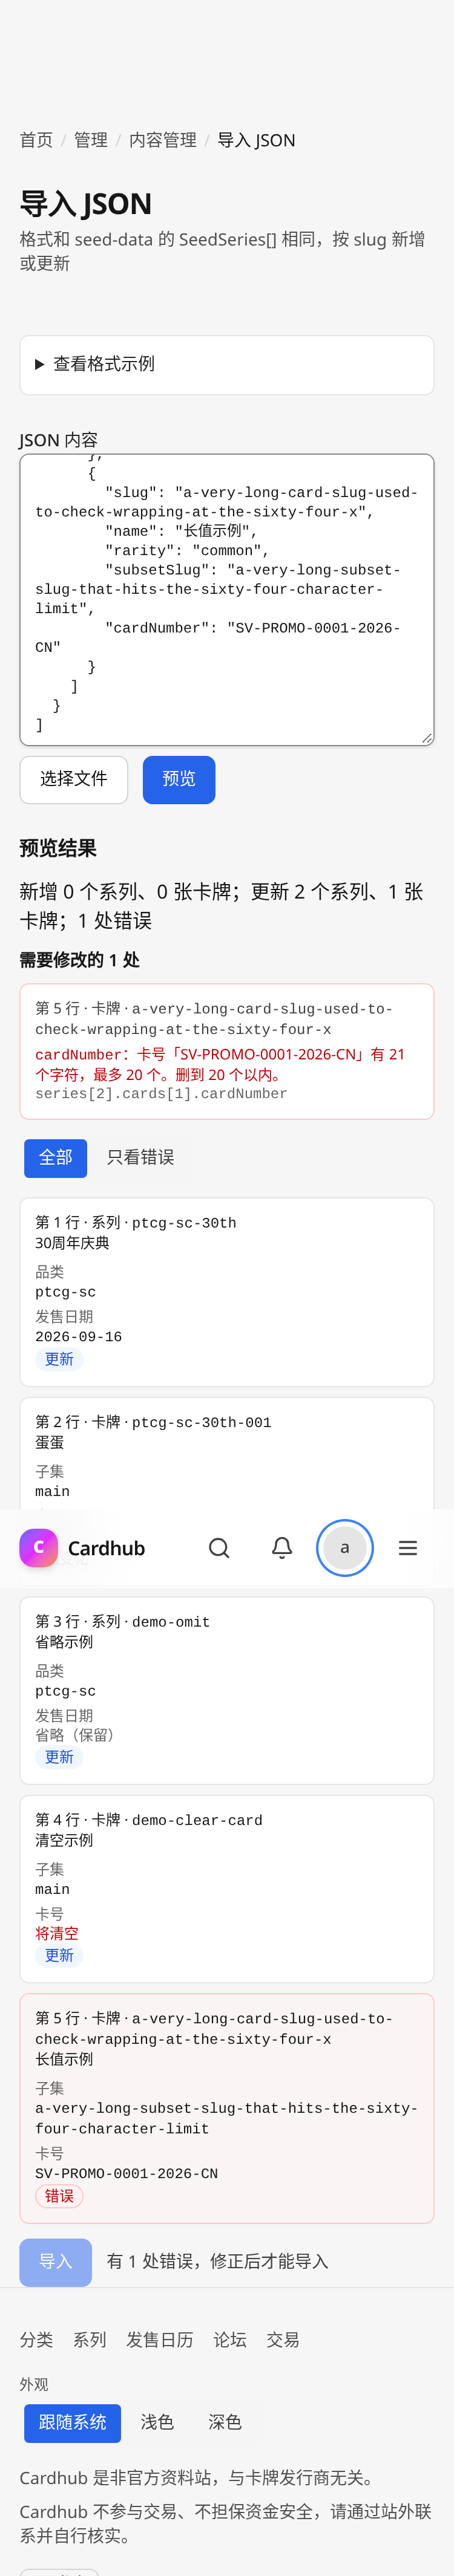 首页 / 管理 / 内容管理 / 导入 JSON
导入 JSON
格式和 seed-data 的 SeedSeries[] 相同，按 slug 新增
或更新
▶ 查看格式示例
JSON 内容
},
{
"slug": "a-very-long-card-slug-used-
to-check-wrapping-at-the-sixty-four-x",
"name": "长值示例",
"rarity": "common",
"subsetSlug": "a-very-long-subset-
slug-that-hits-the-sixty-four-character-
limit",
"cardNumber": "SV-PROMO-0001-2026-
CN"
}
]
}
]
选择文件 预览
预览结果
新增 0 个系列、0 张卡牌；更新 2 个系列、1 张
卡牌；1 处错误
需要修改的 1 处
第 5 行 · 卡牌 · a-very-long-card-slug-used-to-
check-wrapping-at-the-sixty-four-x
cardNumber：卡号「SV-PROMO-0001-2026-CN」有 21
个字符，最多 20 个。删到 20 个以内。
series[2].cards[1].cardNumber
全部 只看错误
第 1 行 · 系列 · ptcg-sc-30th
30周年庆典
品类
ptcg-sc
发售日期
2026-09-16
更新
第 2 行 · 卡牌 · ptcg-sc-30th-001
蛋蛋
子集
main
C Cardhub a
第 3 行 · 系列 · demo-omit
省略示例
品类
ptcg-sc
发售日期
省略（保留）
更新
第 4 行 · 卡牌 · demo-clear-card
清空示例
子集
main
卡号
将清空
更新
第 5 行 · 卡牌 · a-very-long-card-slug-used-to-
check-wrapping-at-the-sixty-four-x
长值示例
子集
a-very-long-subset-slug-that-hits-the-sixty-
four-character-limit
卡号
SV-PROMO-0001-2026-CN
错误
导入 有 1 处错误，修正后才能导入
分类 系列 发售日历 论坛 交易
外观
跟随系统 浅色 深色
Cardhub 是非官方资料站，与卡牌发行商无关。
Cardhub 不参与交易、不担保资金安全，请通过站外联
系并自行核实。